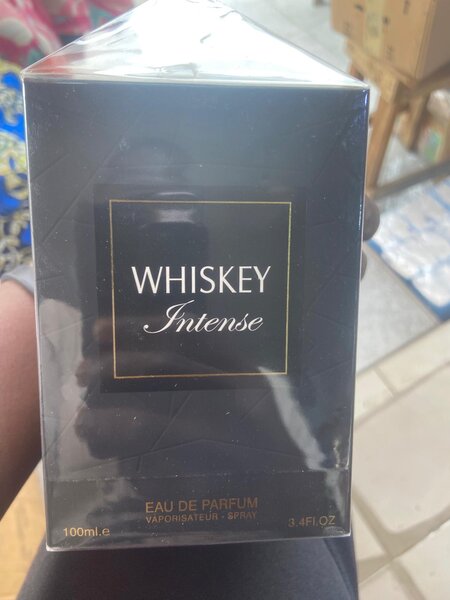 WHISKEY
Intense
EAU DE PARFUM
VAPORISATEUR - SPRAY
100ml.e
3.4Fl.OZ